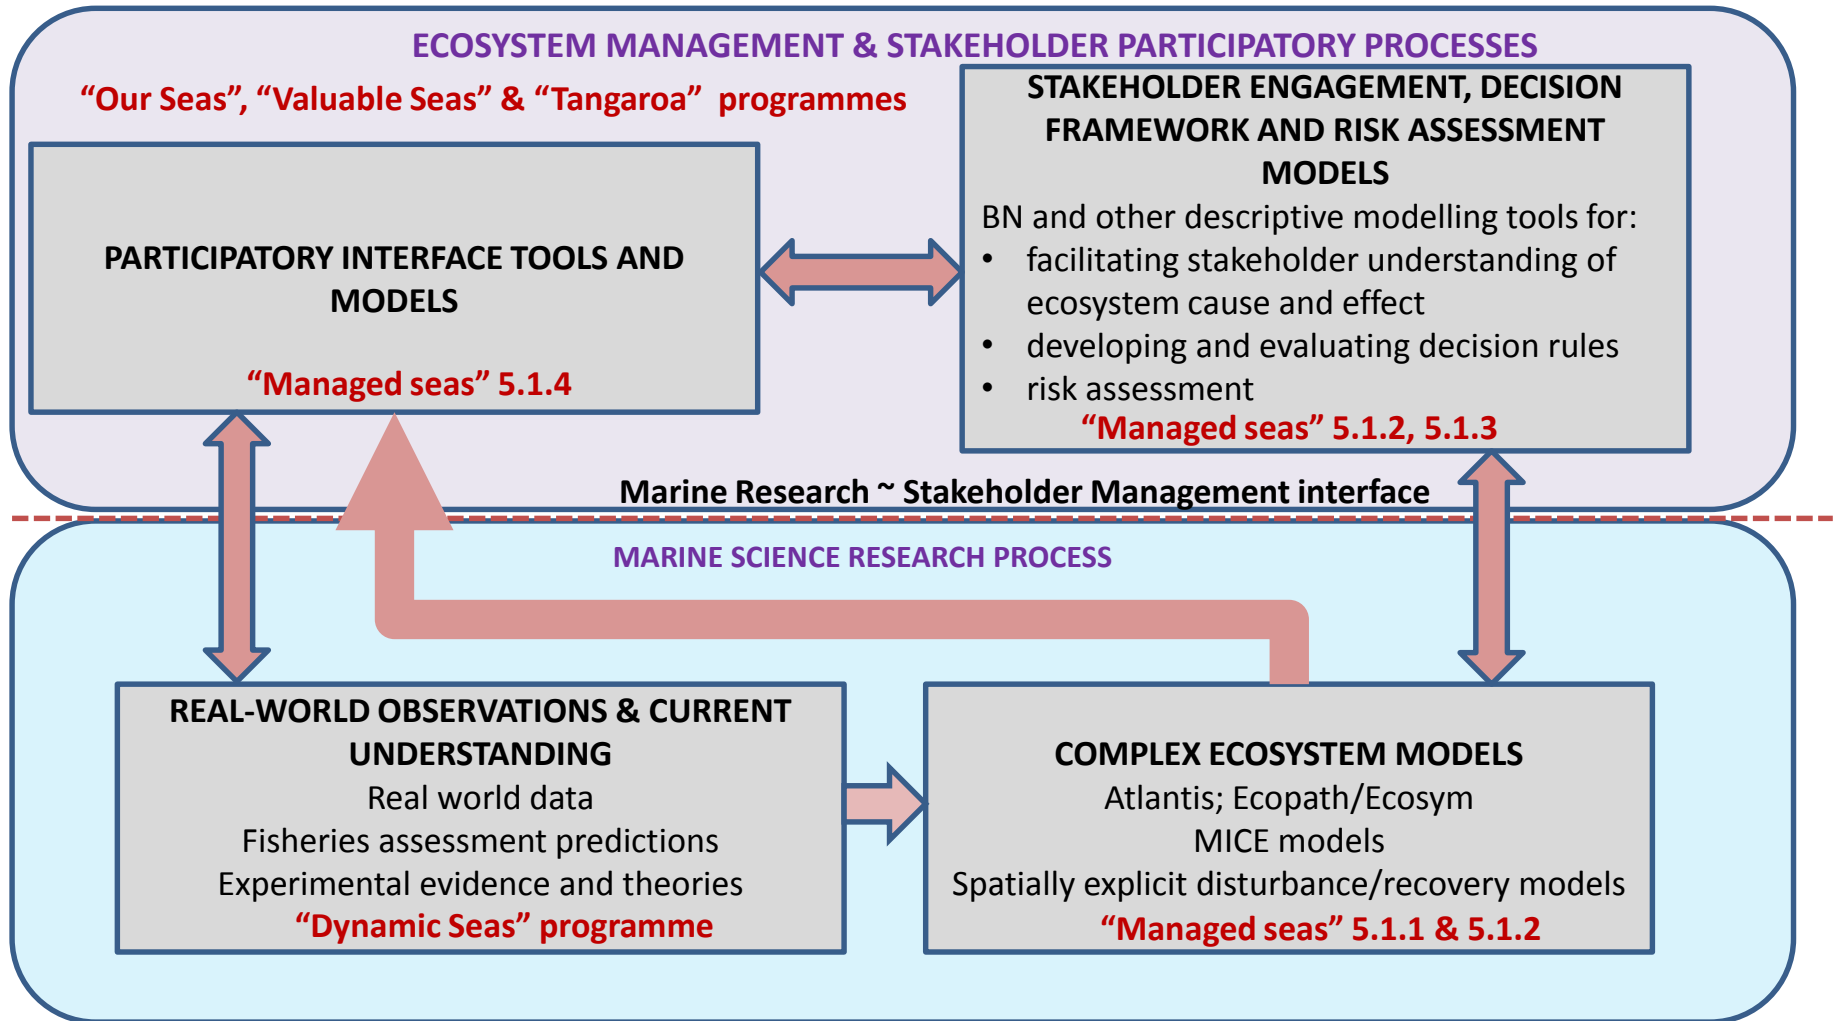 ECOSYSTEM MANAGEMENT & STAKEHOLDER PARTICIPATORY PROCESSES
“Our Seas”, “Valuable Seas” & “Tangaroa” programmes
PARTICIPATORY INTERFACE TOOLS AND
MODELS
“Managed seas” 5.1.4
STAKEHOLDER ENGAGEMENT, DECISION
FRAMEWORK AND RISK ASSESSMENT
MODELS
BN and other descriptive modelling tools for:
• facilitating stakeholder understanding of
ecosystem cause and effect
• developing and evaluating decision rules
• risk assessment
“Managed seas” 5.1.2, 5.1.3
Marine Research ~ Stakeholder Management interface
MARINE SCIENCE RESEARCH PROCESS
REAL-WORLD OBSERVATIONS & CURRENT
UNDERSTANDING
Real world data
Fisheries assessment predictions
Experimental evidence and theories
“Dynamic Seas” programme
COMPLEX ECOSYSTEM MODELS
Atlantis; Ecopath/Ecosym
MICE models
Spatially explicit disturbance/recovery models
“Managed seas” 5.1.1 & 5.1.2